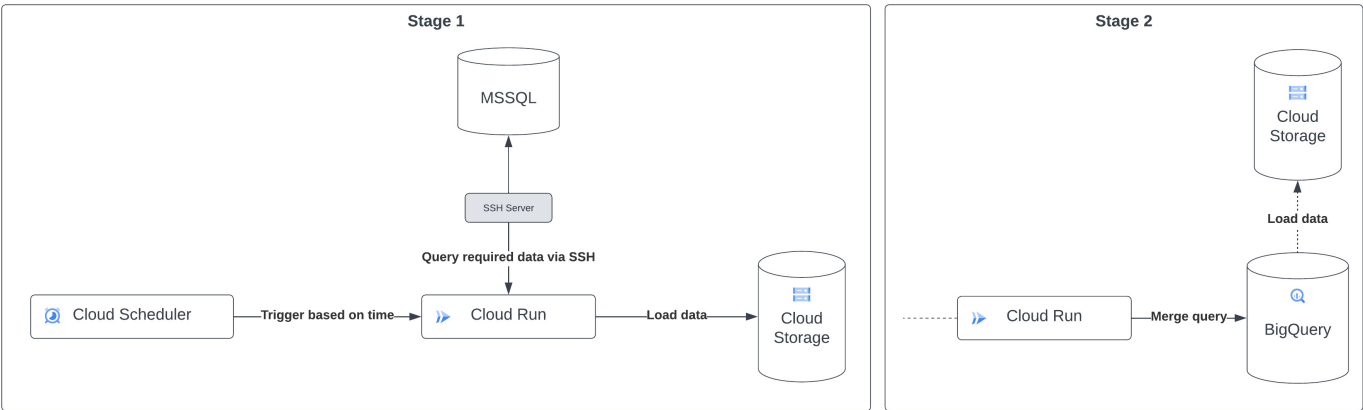 Stage 1
MSSQL
SSH Server
Query required data via SSH
Cloud Scheduler
Trigger based on time
Cloud Run
Load data
Cloud
Storage
Stage 2
Cloud
Storage
Load data
Cloud Run
Merge query
BigQuery